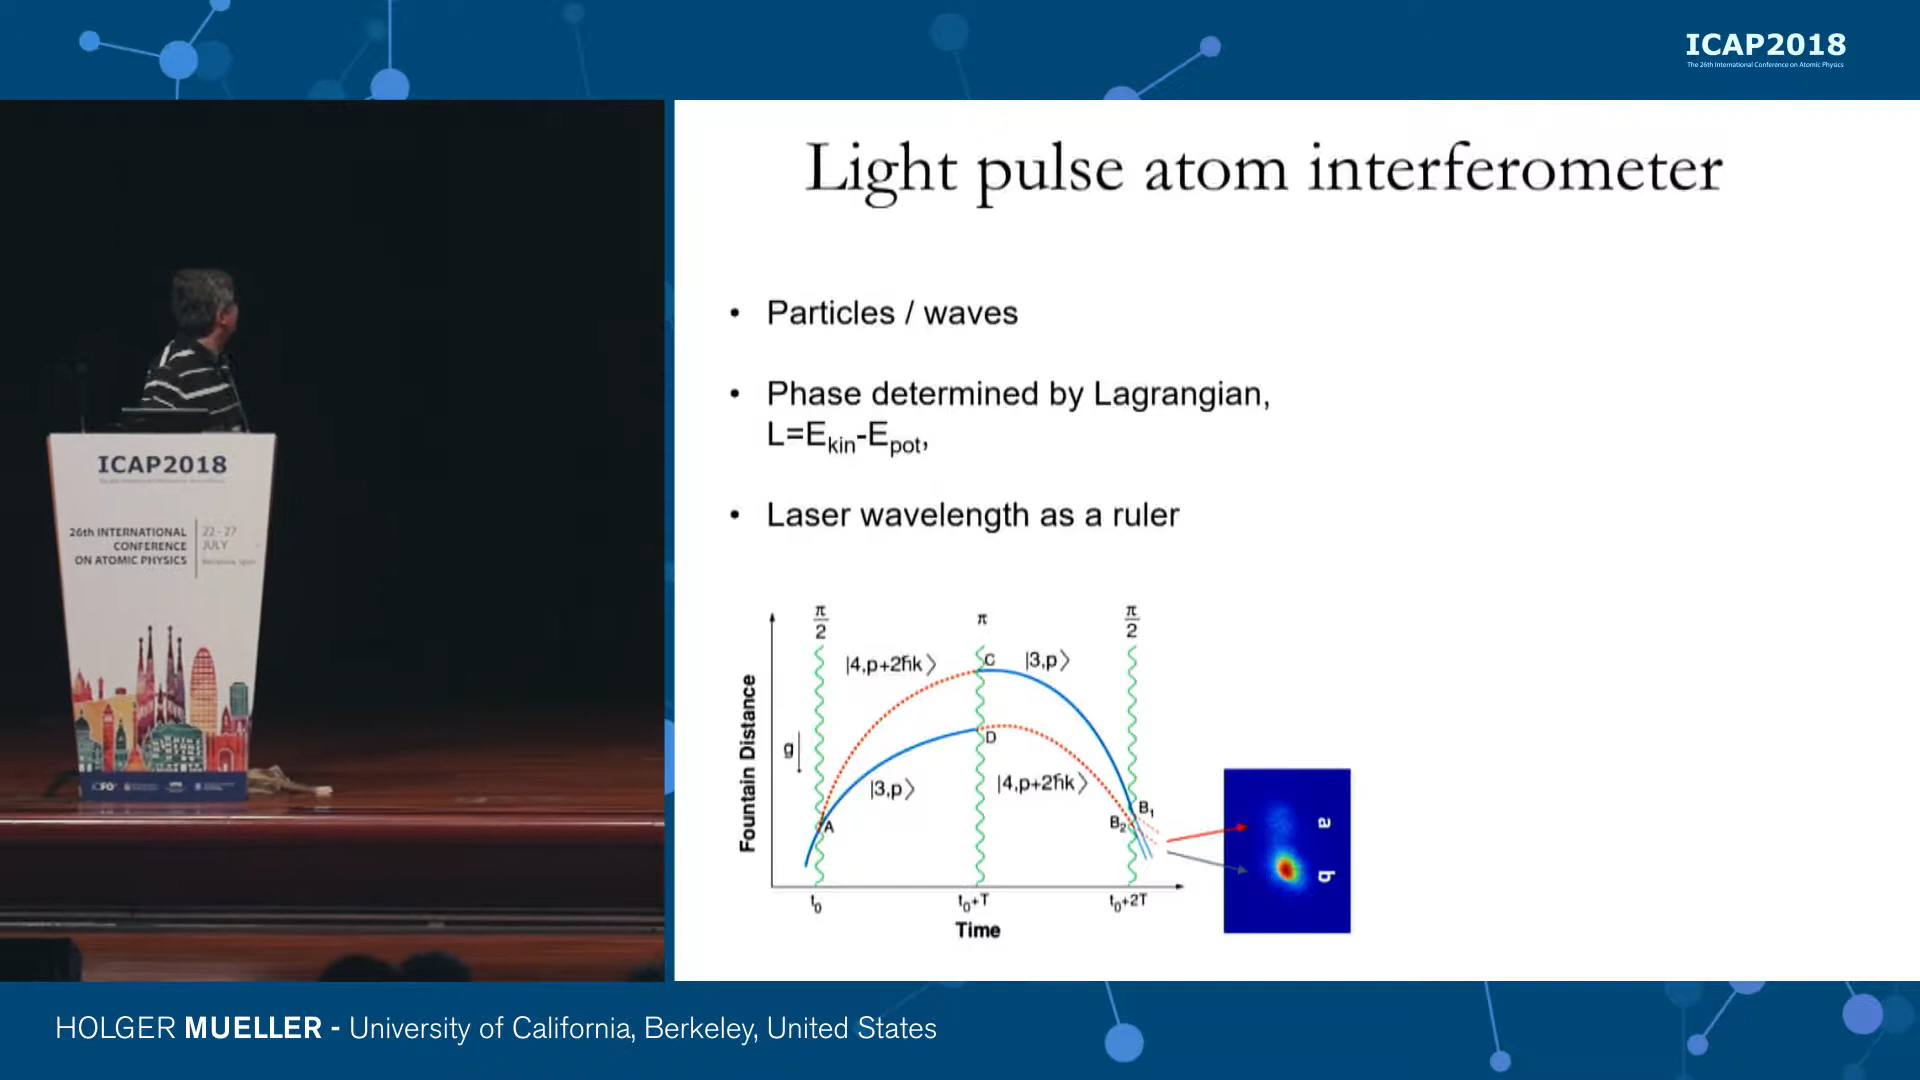 ICAP2018
The 26th International Conference on Atomic Physics
Light pulse atom interferometer
• Particles / waves
• Phase determined by Lagrangian,
L=Ekin-Epot,
• Laser wavelength as a ruler
π/2 π π/2
|4,p+2ħk⟩ C |3,p⟩
Fountain Distance
g
D
|3,p⟩ |4,p+2ħk⟩
A B1
B2
a
b
t0 t0+T t0+2T
Time
ICAP2018
26th INTERNATIONAL
CONFERENCE
ON ATOMIC PHYSICS
22 - 27
JULY
HOLGER MUELLER - University of California, Berkeley, United States